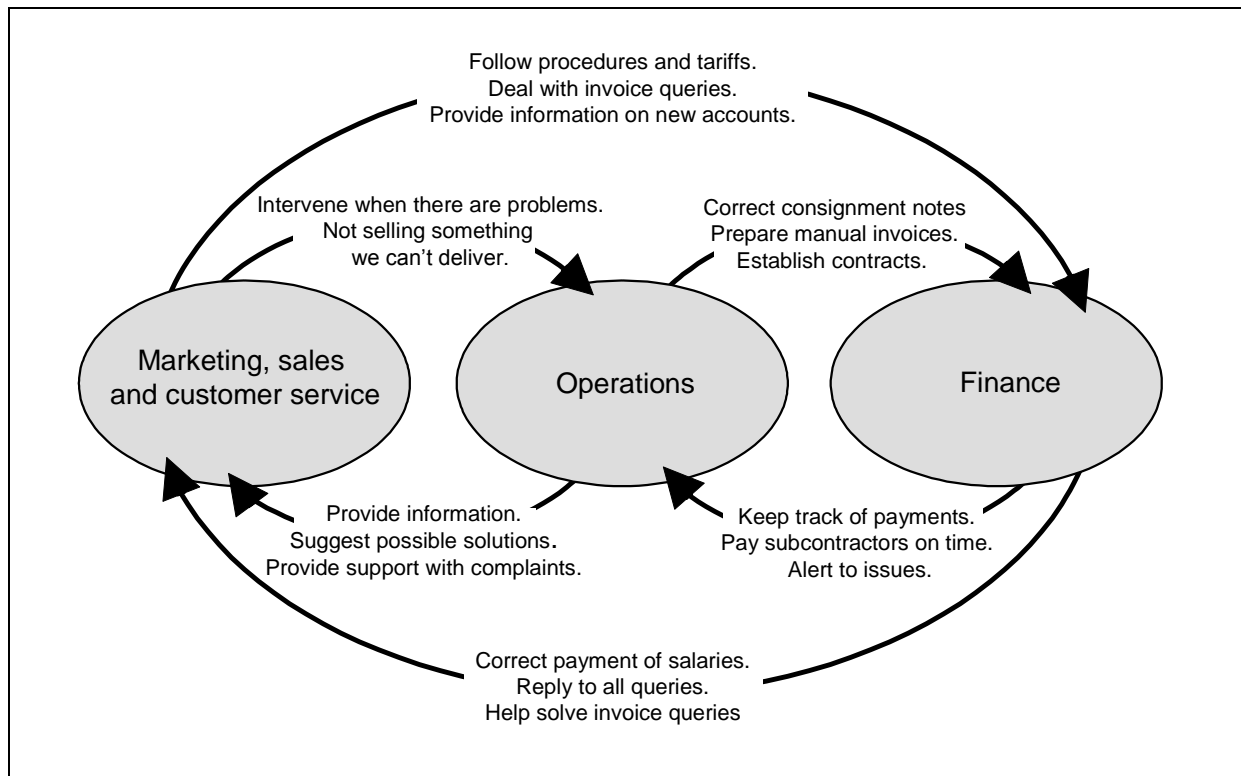 Follow procedures and tariffs.
Deal with invoice queries.
Provide information on new accounts.
Intervene when there are problems.
Not selling something
we can’t deliver.
Correct consignment notes
Prepare manual invoices.
Establish contracts.
Marketing, sales
and customer service
Operations
Finance
Provide information.
Suggest possible solutions.
Provide support with complaints.
Keep track of payments.
Pay subcontractors on time.
Alert to issues.
Correct payment of salaries.
Reply to all queries.
Help solve invoice queries